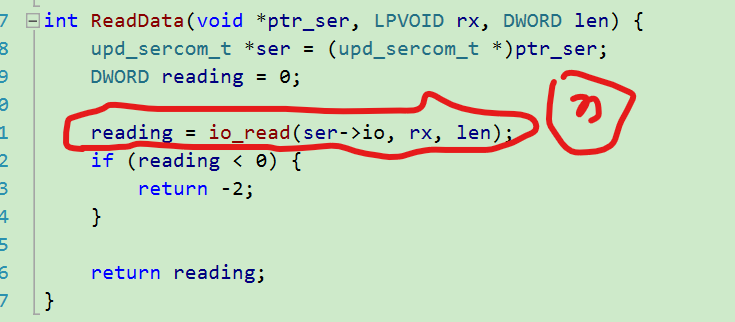 7 int ReadData(void *ptr_ser, LPVOID rx, DWORD len) {
8 upd_sercom_t *ser = (upd_sercom_t *)ptr_ser;
9 DWORD reading = 0;
0
1 reading = io_read(ser->io, rx, len);
2 if (reading < 0) {
3 return -2;
4 }
5
6 return reading;
7 }